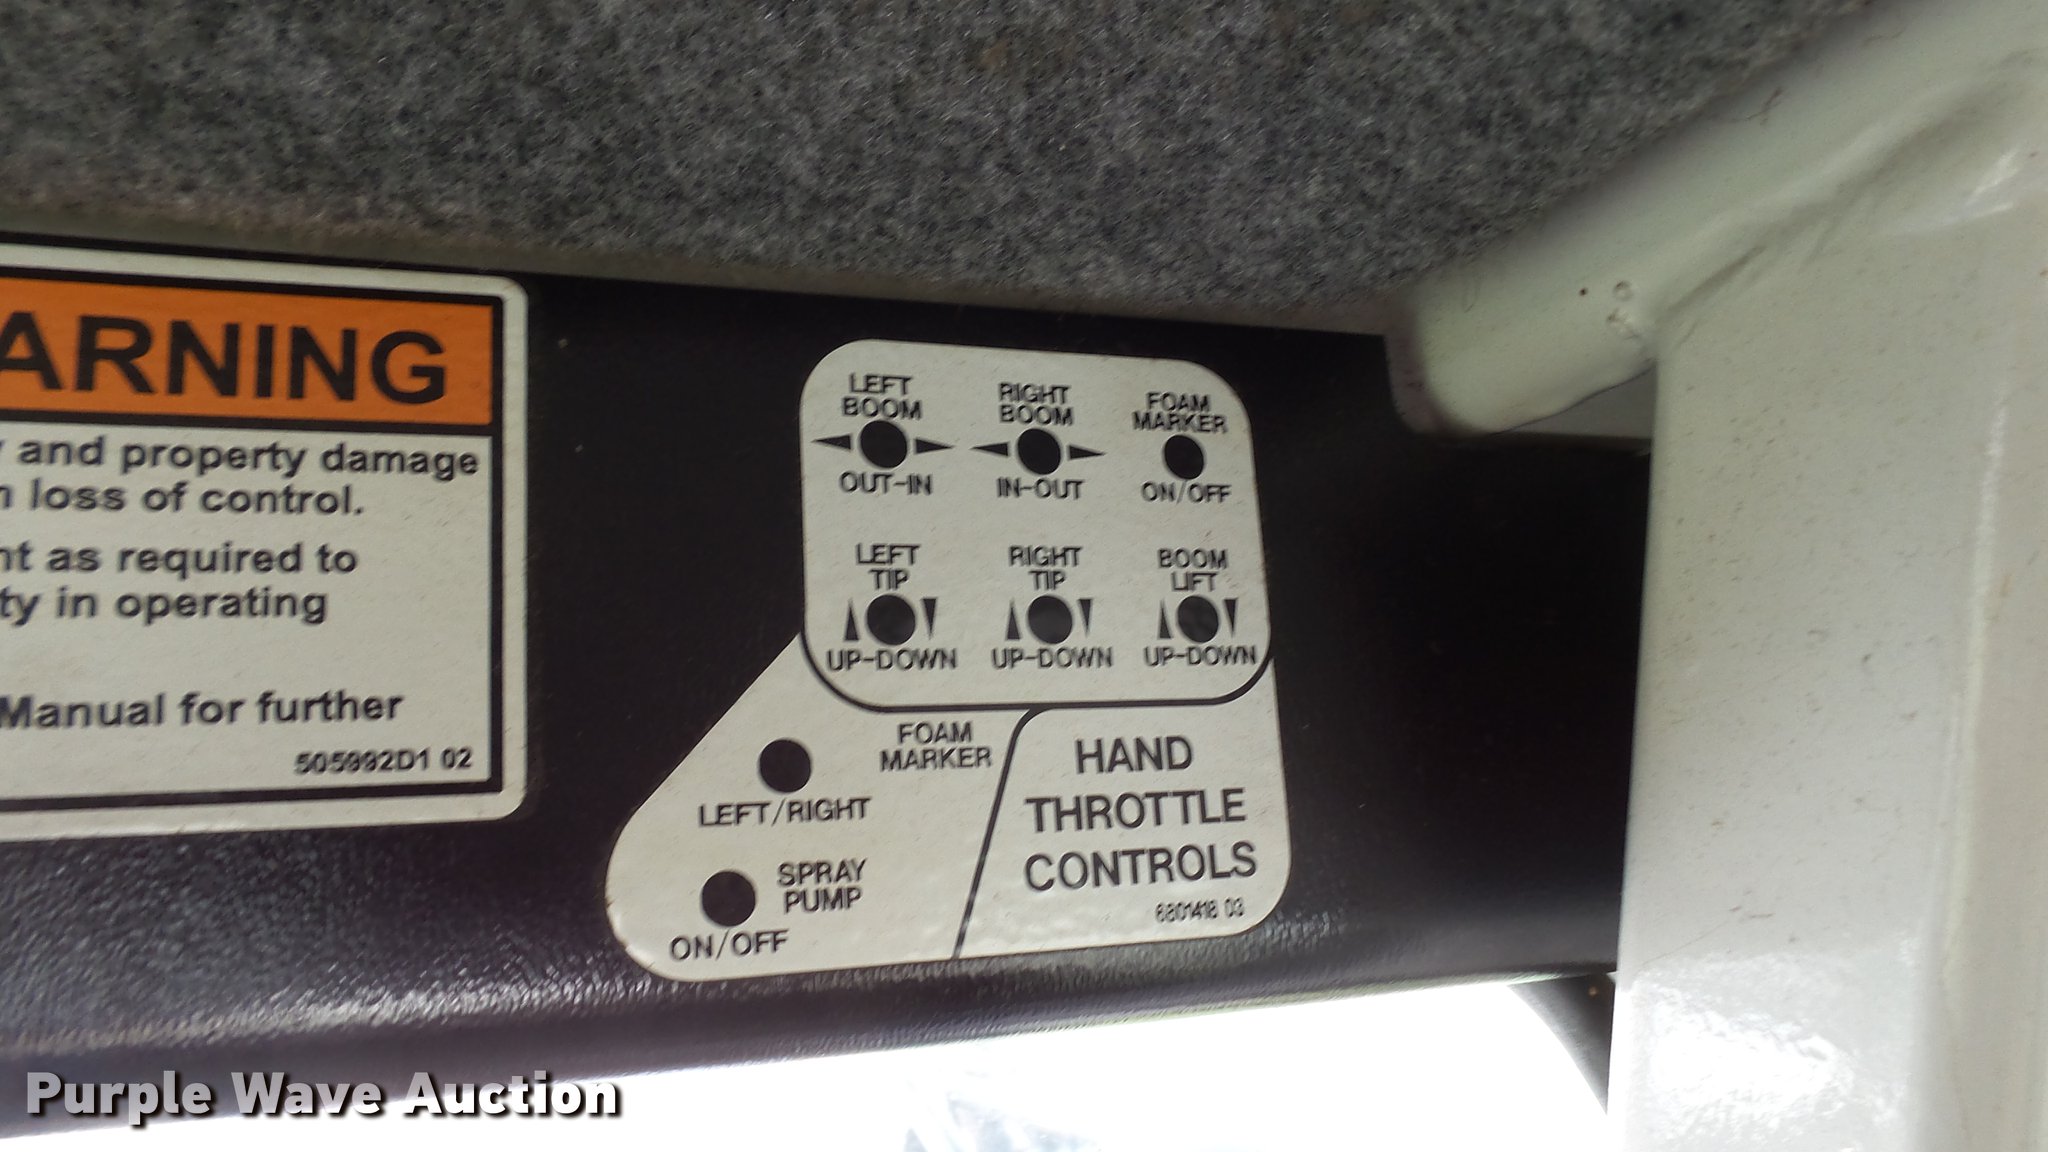 ARNING
and property damage
loss of control.
as required to
in operating
Manual for further
505992D1 02
LEFT
BOOM
OUT-IN
RIGHT
BOOM
IN-OUT
FOAM
MARKER
ON/OFF
LEFT
TIP
UP-DOWN
RIGHT
TIP
UP-DOWN
BOOM
LIFT
UP-DOWN
FOAM
MARKER
LEFT/RIGHT
SPRAY
PUMP
ON/OFF
HAND
THROTTLE
CONTROLS
Purple Wave Auction